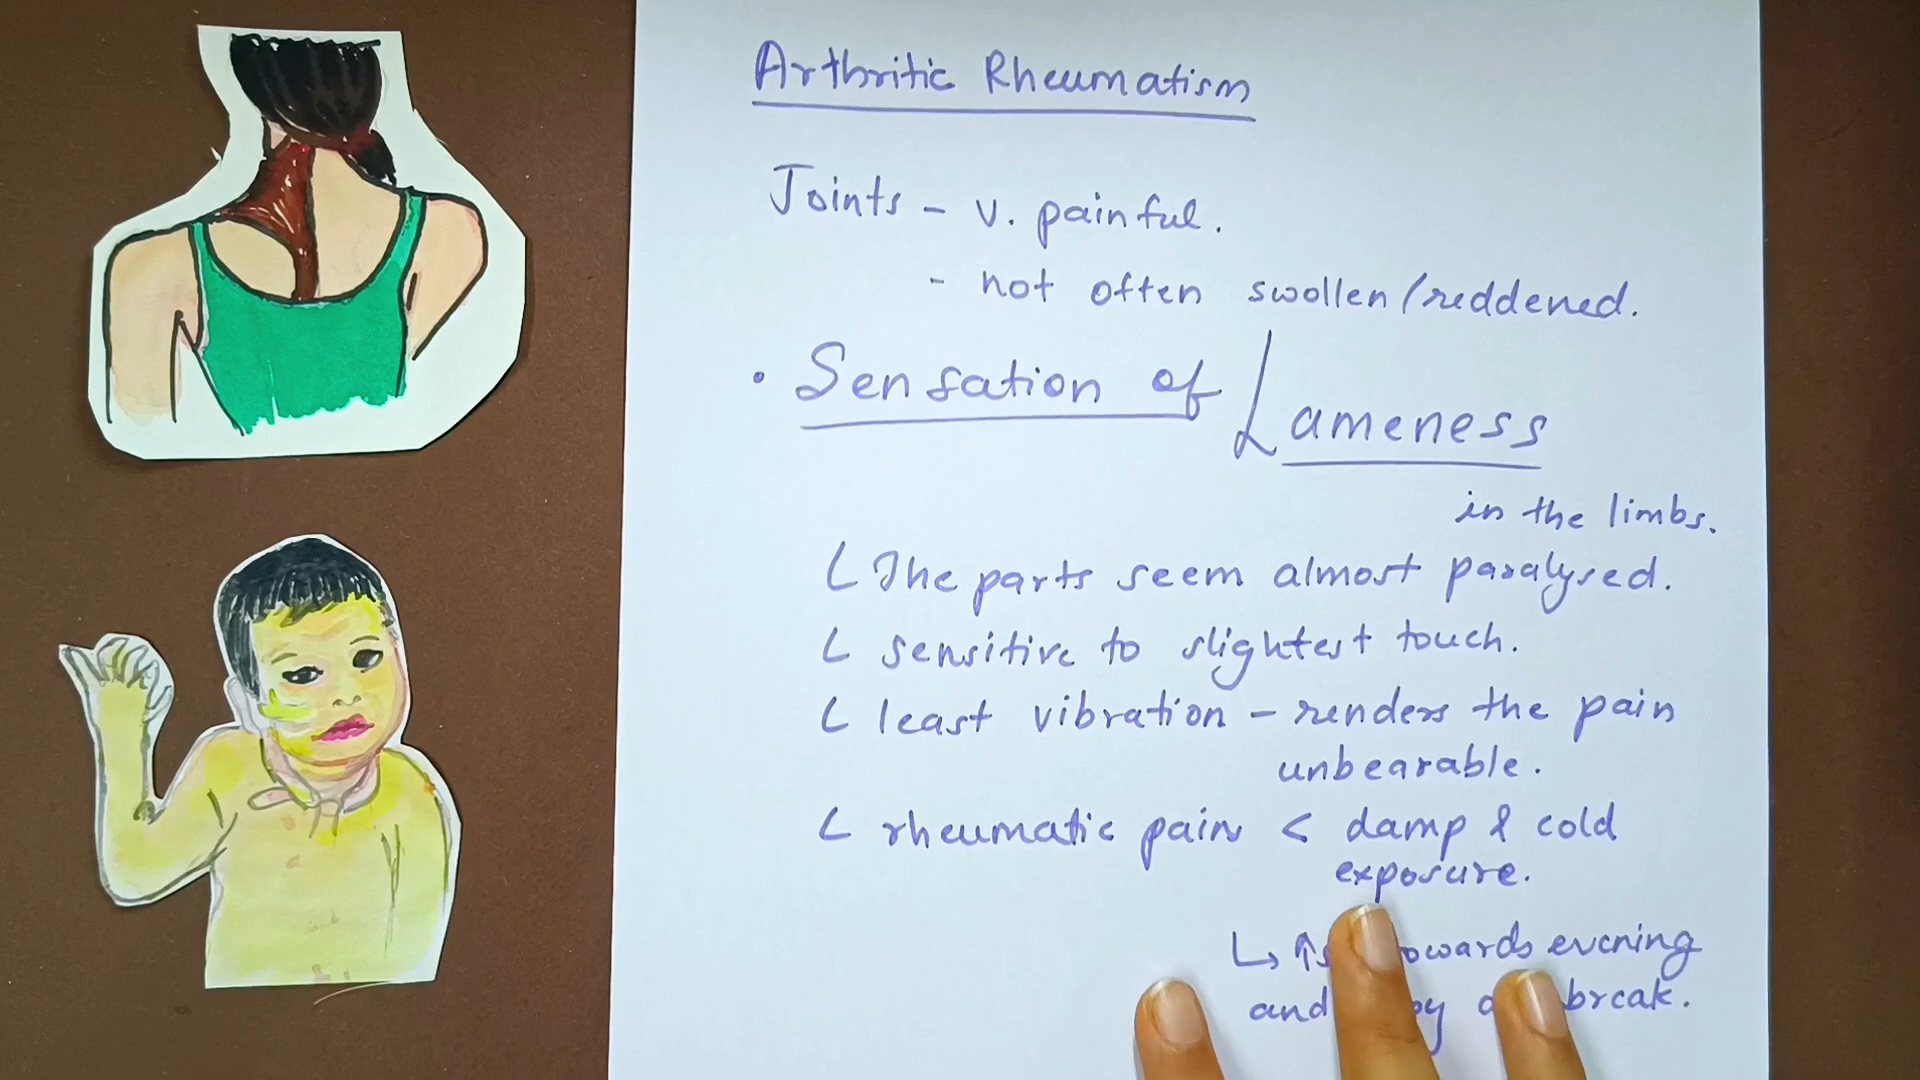 Arthritic Rheumatism
Joints - v. painful.
- not often swollen/reddened.
• Sensation of Lameness
in the limbs.
The parts seem almost paralysed.
sensitive to slightest touch.
least vibration - renders the pain
unbearable.
rheumatic pain < damp & cold
exposure.
↳ ↑s towards evening
and by break.